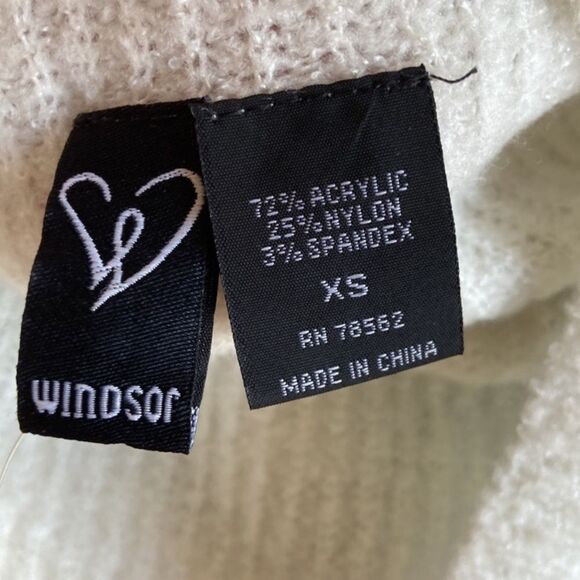 WINDSOR
72% ACRYLIC
25% NYLON
3% SPANDEX
XS
RN 78562
MADE IN CHINA